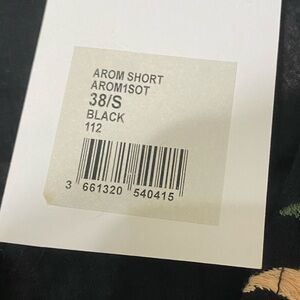 AROM SHORT
AROM1SOT
38/S
BLACK
112
3 661320 540415